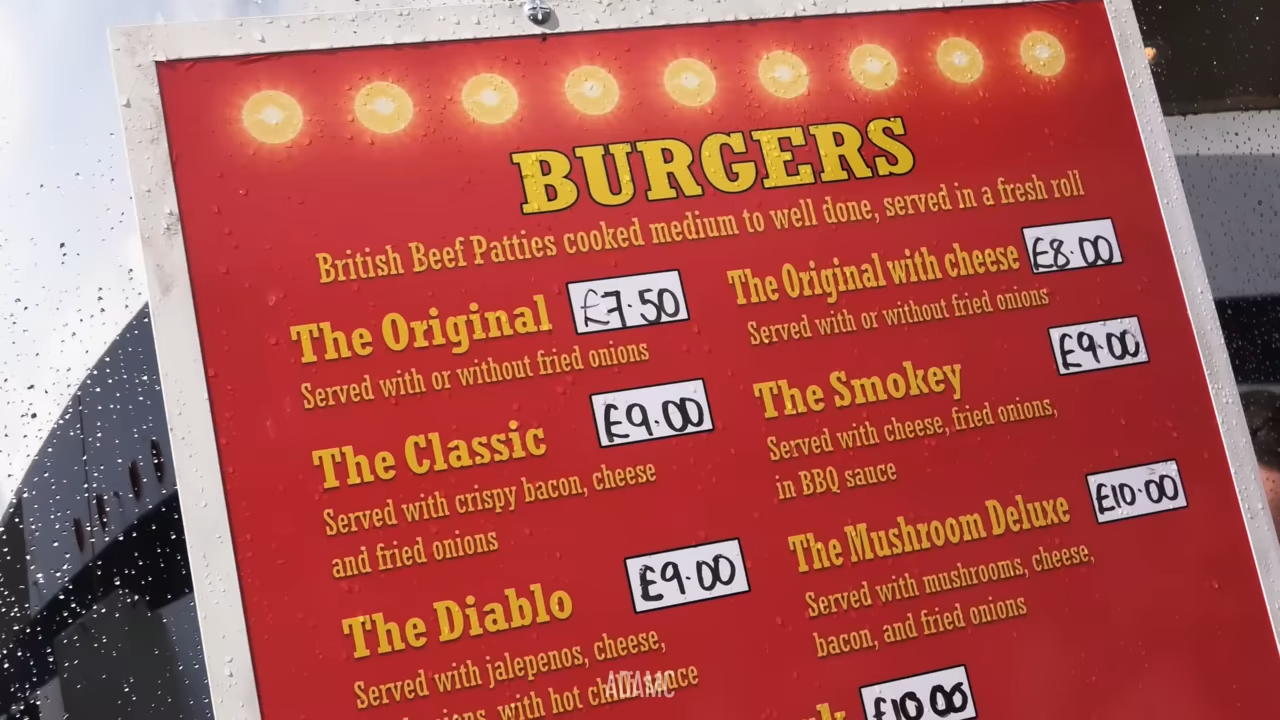 BURGERS
British Beef Patties cooked medium to well done, served in a fresh roll
The Original £7.50
Served with or without fried onions
The Classic £9.00
Served with crispy bacon, cheese
and fried onions
The Diablo £9.00
Served with jalepenos, cheese,
with hot
The Original with cheese £8.00
Served with or without fried onions
The Smokey £9.00
Served with cheese, fried onions,
in BBQ sauce
The Mushroom Deluxe £10.00
Served with mushrooms, cheese,
bacon, and fried onions
£10.00
ADAMC